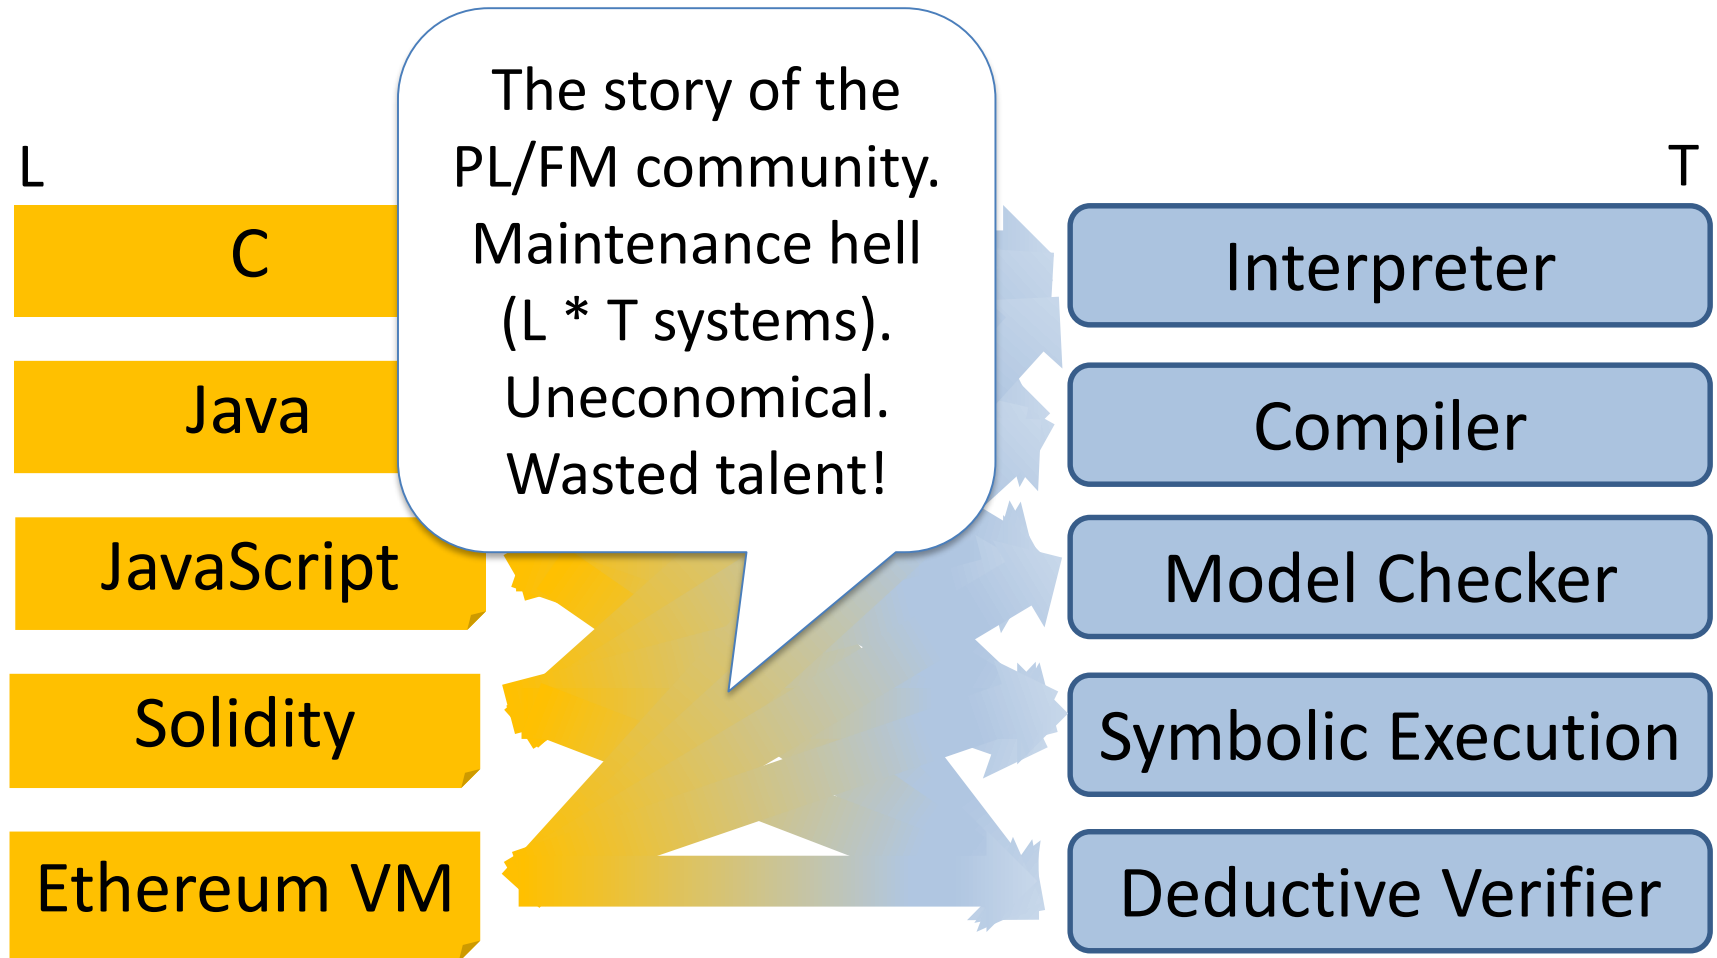 The story of the
PL/FM community.
Maintenance hell
(L * T systems).
Uneconomical.
Wasted talent!
L
C
Java
JavaScript
Solidity
Ethereum VM
T
Interpreter
Compiler
Model Checker
Symbolic Execution
Deductive Verifier